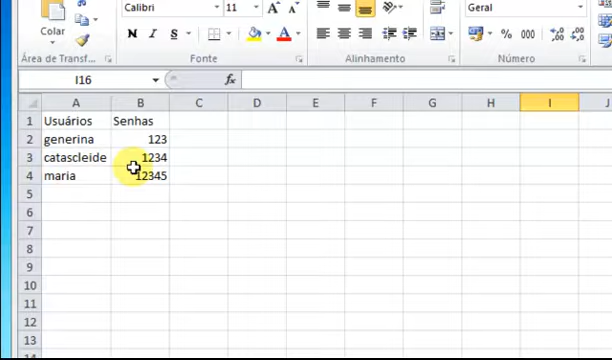 Calibri 11 A A Geral
Colar
N I S A % 000
Área de Transf... Fonte Alinhamento Número
I16 fx
A B C D E F G H I J
1 Usuários Senhas
2 generina 123
3 catascleide 1234
4 maria 12345
5
6
7
8
9
10
11
12
13
14